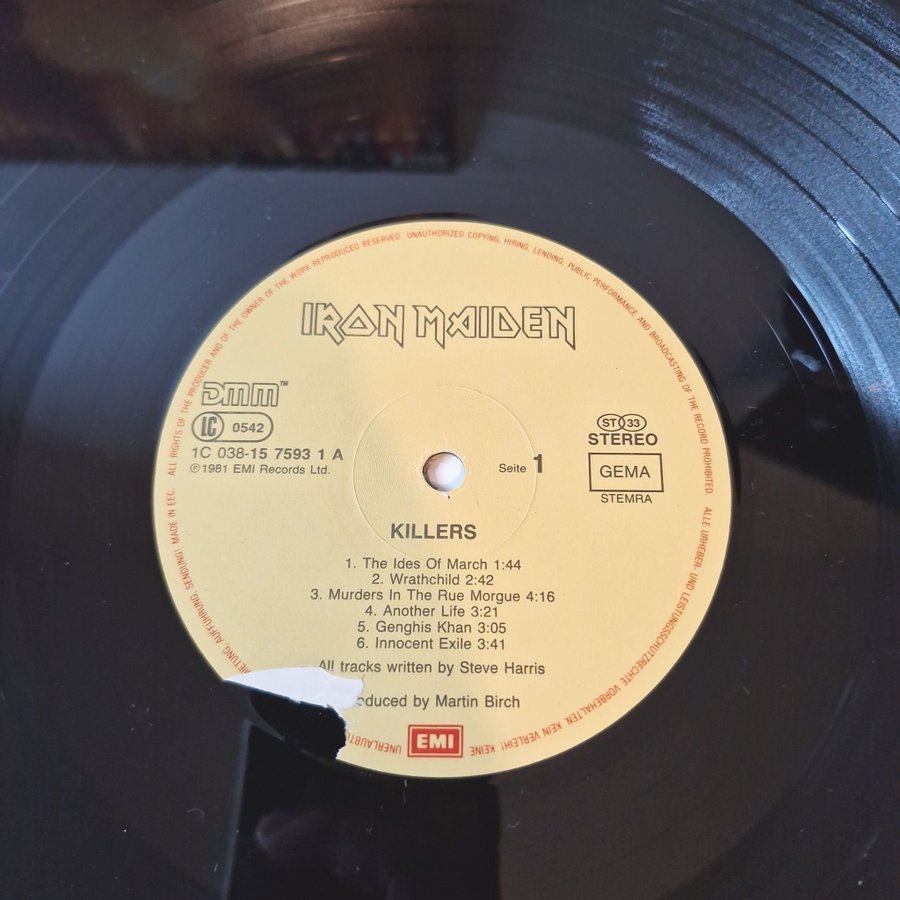 IRON MAIDEN
DMM™
LC 0542
1C 038-15 7593 1 A
℗1981 EMI Records Ltd.
Seite 1
ST 33
STEREO
GEMA
STEMRA
KILLERS
1. The Ides Of March 1:44
2. Wrathchild 2:42
3. Murders In The Rue Morgue 4:16
4. Another Life 3:21
5. Genghis Khan 3:05
6. Innocent Exile 3:41
All tracks written by Steve Harris
by Martin Birch
EMI
ALL RIGHTS OF THE PRODUCER AND OF THE OWNER OF THE WORK REPRODUCED RESERVED. UNAUTHORIZED COPYING, HIRING, LENDING, PUBLIC PERFORMANCE AND BROADCASTING OF THE RECORD PROHIBITED.
ALLE URHEBER- UND LEISTUNGSSCHUTZRECHTE VORBEHALTEN. KEIN VERLEIH! KEINE
AUFFÜHRUNG, SENDUNG! MADE IN EEC.